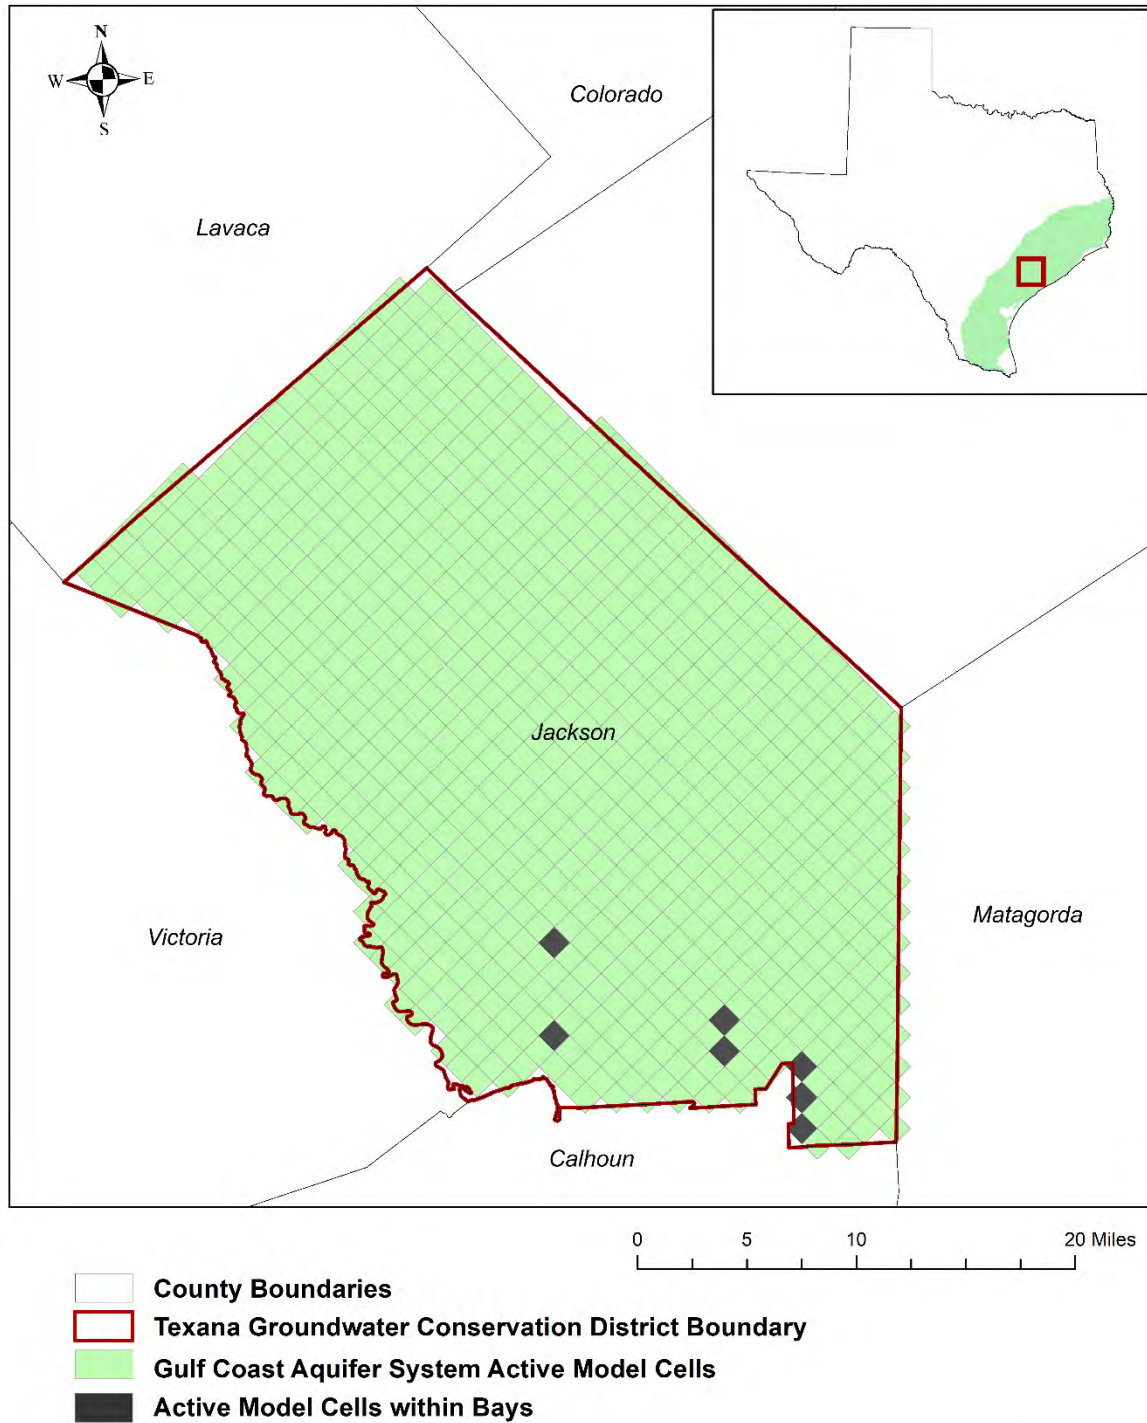 N
W E
S
Colorado
Lavaca
Jackson
Victoria
Matagorda
Calhoun
0 5 10 20 Miles
County Boundaries
Texana Groundwater Conservation District Boundary
Gulf Coast Aquifer System Active Model Cells
Active Model Cells within Bays